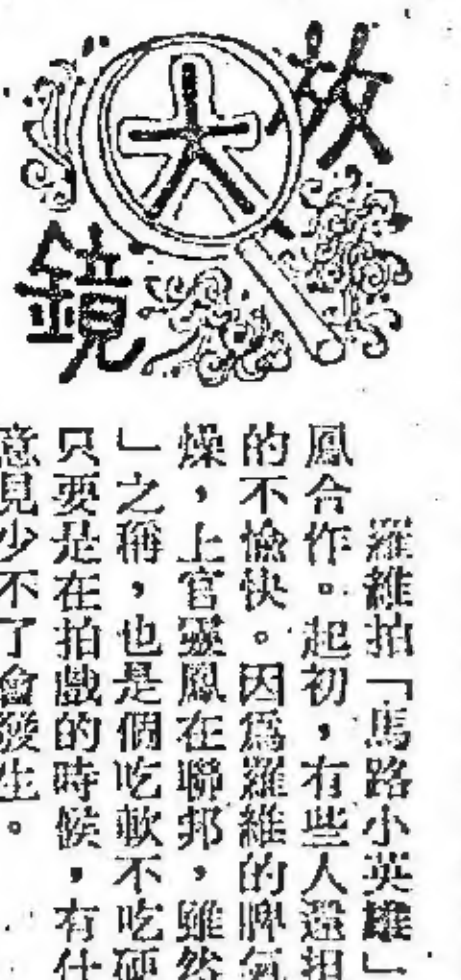 放大鏡
羅維拍「馬路小英雄」
鳳合作。起初，有些人還担
的不愉快。因爲羅維的脾氣
燥，上官靈鳳在聯邦，雖然
」之稱，也是個吃軟不吃硬
只要是在拍戲的時候，有什
意見少不了會發生。